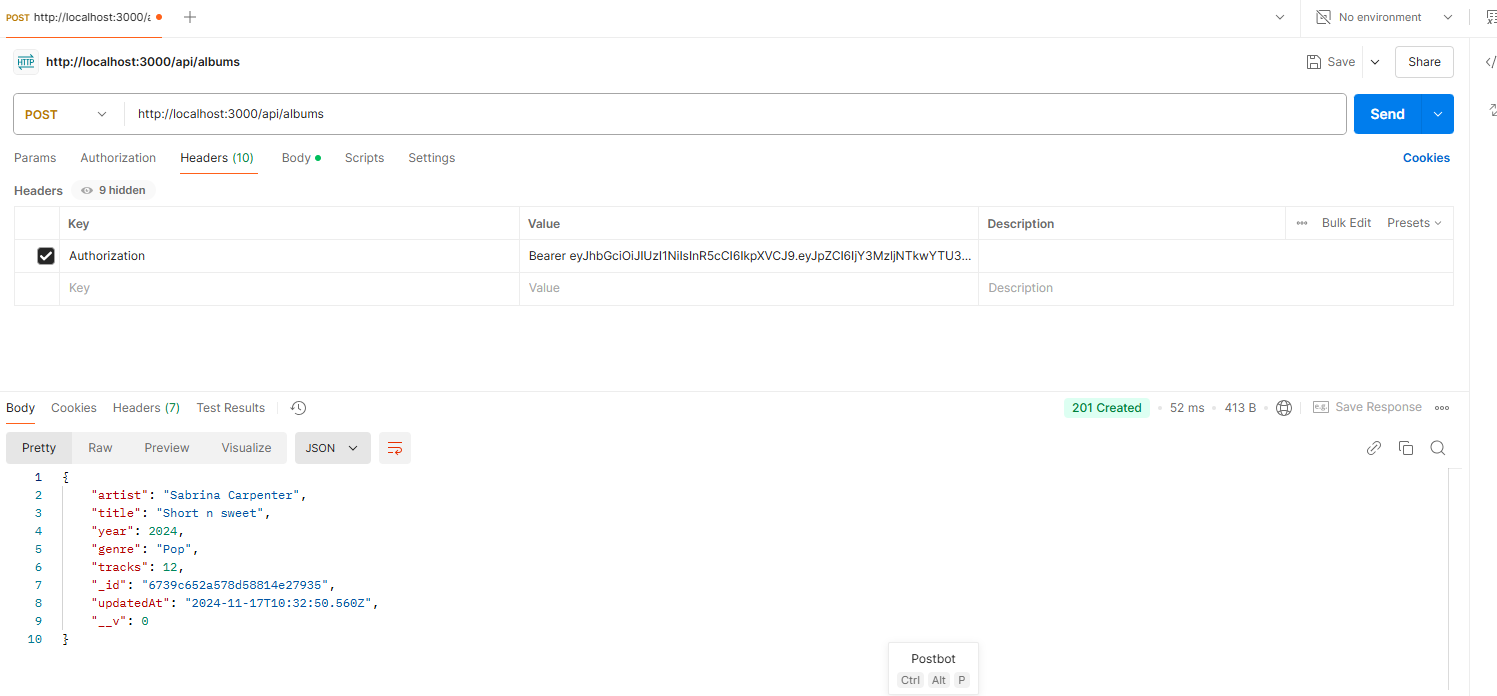 POST http://localhost:3000/a
No environment
HTTP http://localhost:3000/api/albums
Save
Share
POST http://localhost:3000/api/albums
Send
Params Authorization Headers (10) Body Scripts Settings
Cookies
Headers 9 hidden
Key Value Description ... Bulk Edit Presets
Authorization Bearer eyJhbGciOiJIUzI1NiIsInR5cCI6IkpXVCJ9.eyJpZCI6IjY3MzljNTkwYTU3...
Key Value Description
Body Cookies Headers (7) Test Results
201 Created 52 ms 413 B e.g. Save Response
Pretty Raw Preview Visualize JSON
1 {
2 "artist": "Sabrina Carpenter",
3 "title": "Short n sweet",
4 "year": 2024,
5 "genre": "Pop",
6 "tracks": 12,
7 "_id": "6739c652a578d58814e27935",
8 "updatedAt": "2024-11-17T10:32:50.560Z",
9 "__v": 0
10 }
Postbot
Ctrl Alt P